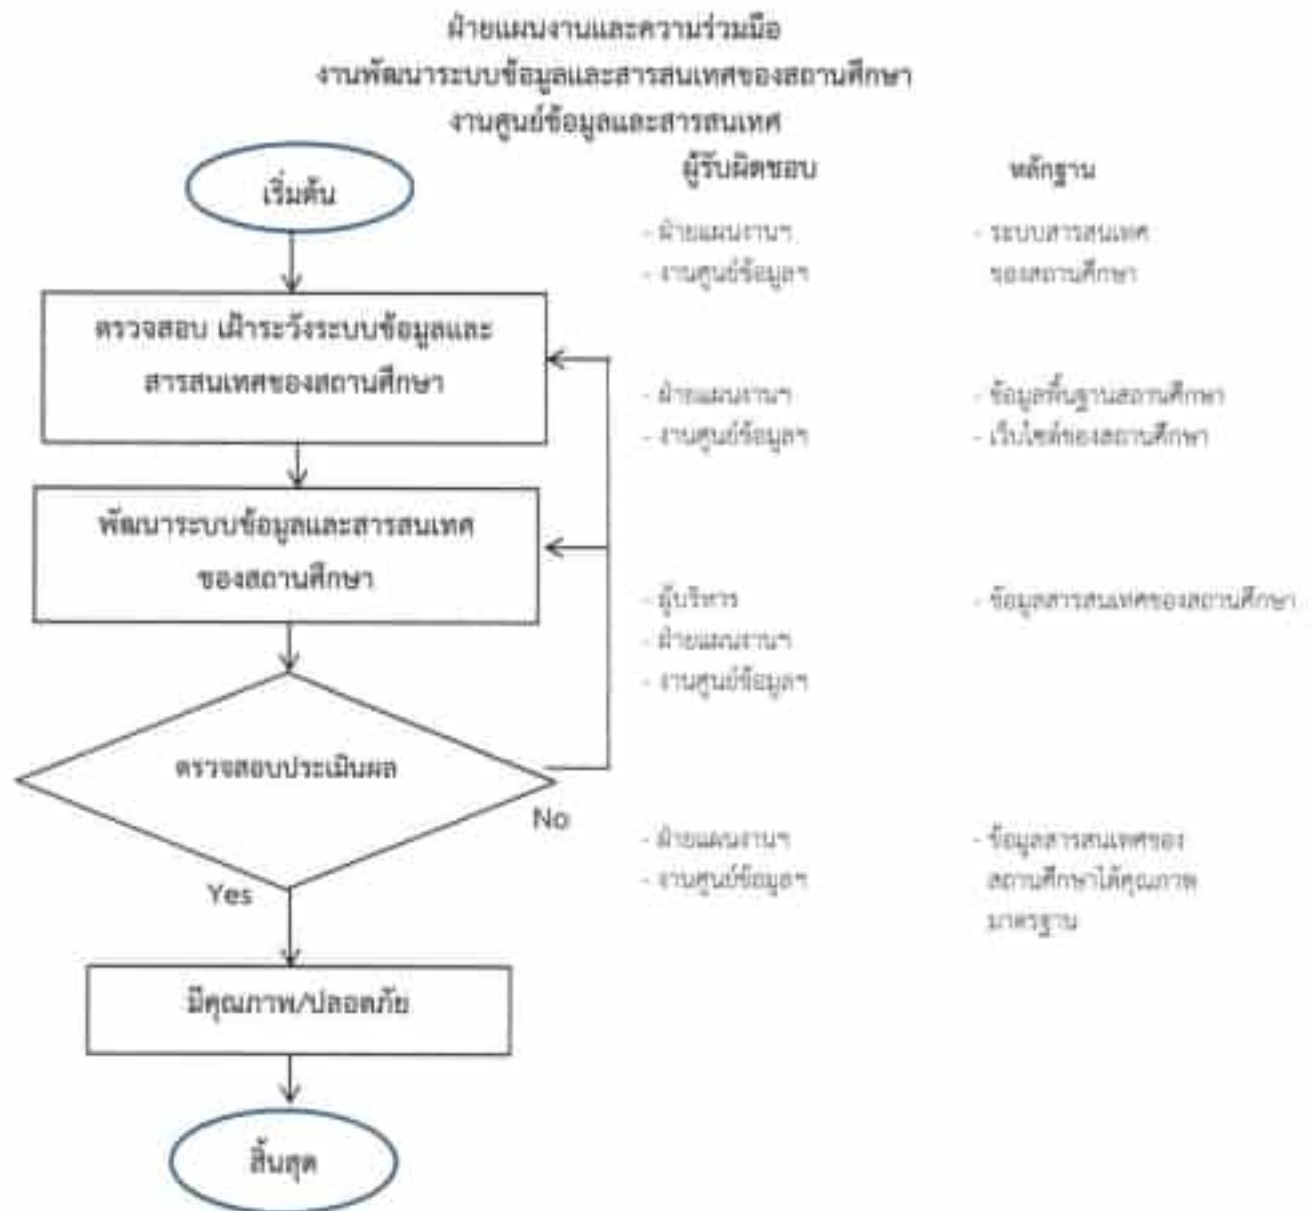 ฝ่ายแผนงานและความร่วมมือ
งานพัฒนาระบบข้อมูลและสารสนเทศของสถานศึกษา
งานศูนย์ข้อมูลและสารสนเทศ
ผู้รับผิดชอบ
หลักฐาน
เริ่มต้น
- ฝ่ายแผนงานฯ
- ระบบสารสนเทศ
- งานศูนย์ข้อมูลฯ
ของสถานศึกษา
ตรวจสอบ เฝ้าระวังระบบข้อมูลและ
สารสนเทศของสถานศึกษา
- ฝ่ายแผนงานฯ
- ข้อมูลพื้นฐานสถานศึกษา
- งานศูนย์ข้อมูลฯ
- เว็บไซต์ของสถานศึกษา
พัฒนาระบบข้อมูลและสารสนเทศ
ของสถานศึกษา
- ผู้บริหาร
- ข้อมูลสารสนเทศของสถานศึกษา
- ฝ่ายแผนงานฯ
- งานศูนย์ข้อมูลฯ
ตรวจสอบประเมินผล
No
- ฝ่ายแผนงานฯ
- ข้อมูลสารสนเทศของ
- งานศูนย์ข้อมูลฯ
สถานศึกษาได้คุณภาพ
มาตรฐาน
Yes
มีคุณภาพ/ปลอดภัย
สิ้นสุด